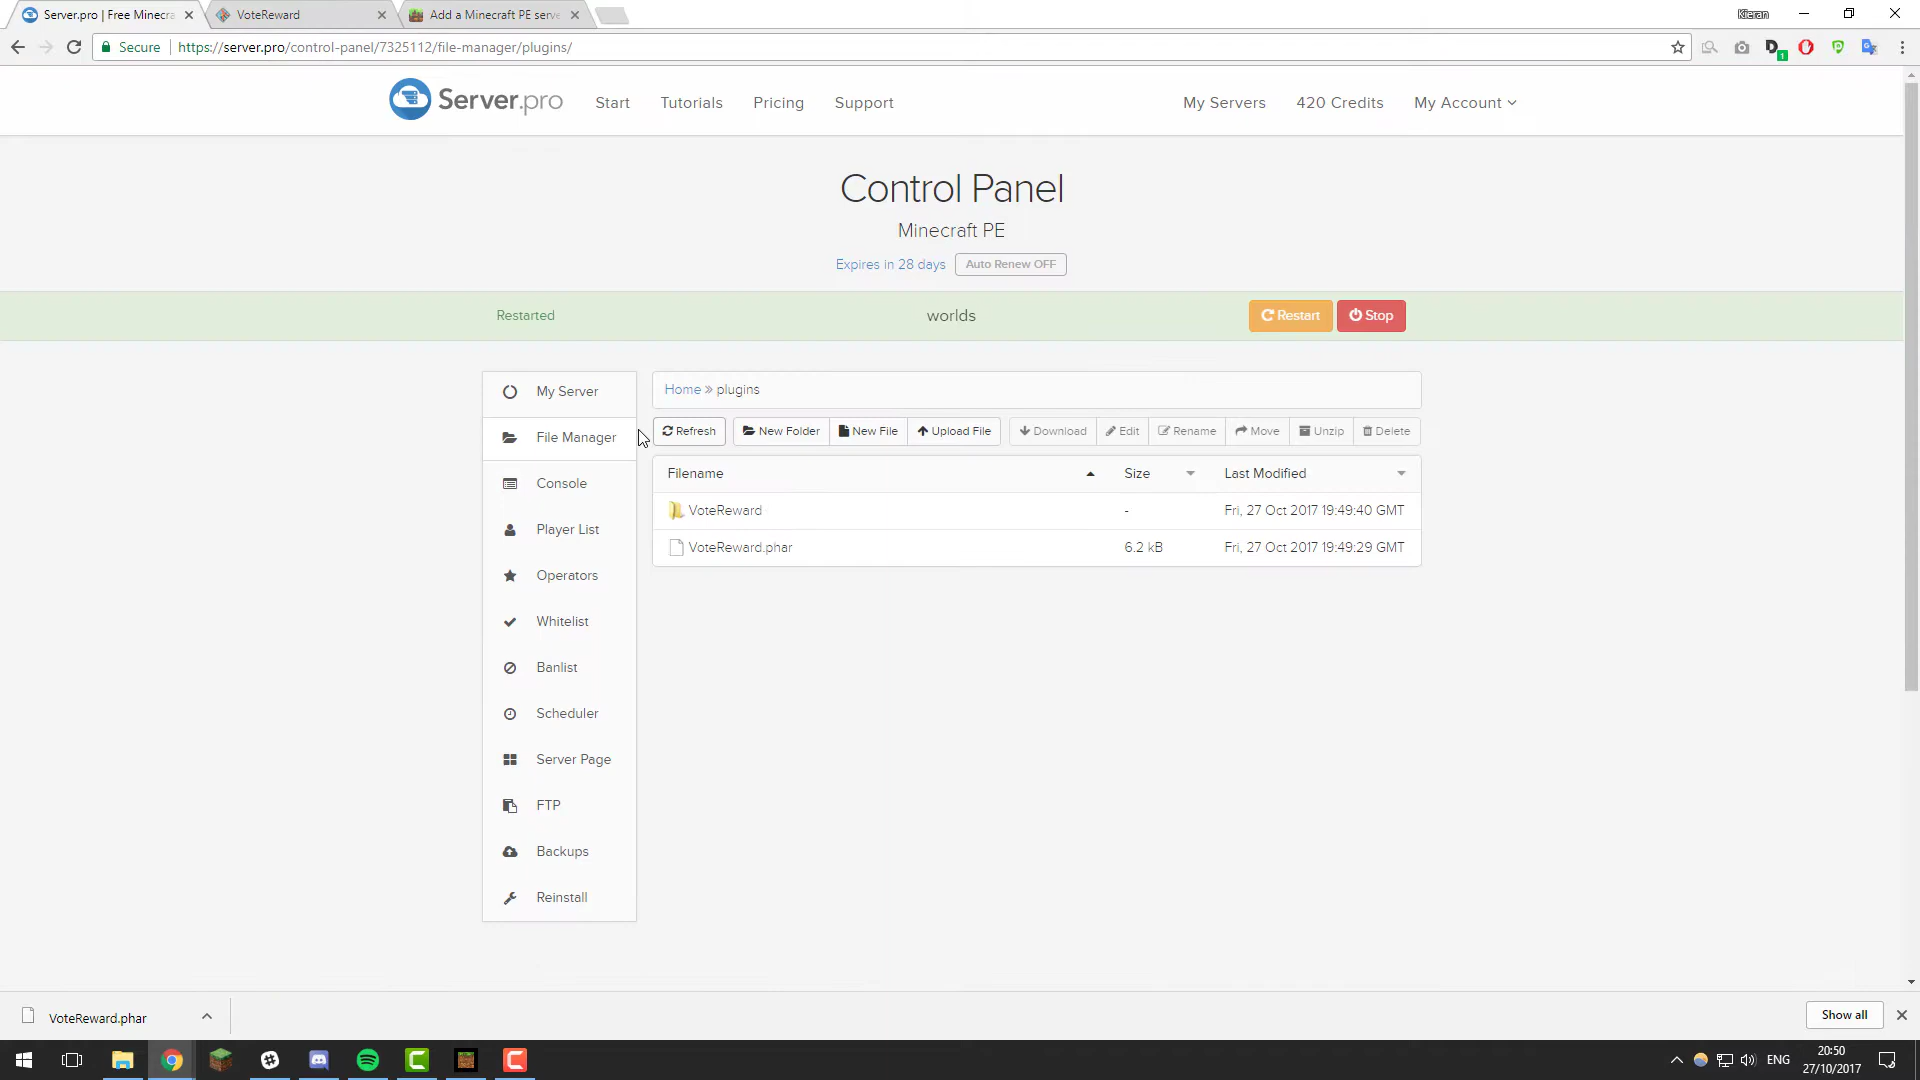 Server.pro | Free Minecra
VoteReward
Add a Minecraft PE serve
Kieran
Secure
https://server.pro/control-panel/7325112/file-manager/plugins/
1
Server.pro
Start
Tutorials
Pricing
Support
My Servers
420 Credits
My Account
Control Panel
Minecraft PE
Expires in 28 days
Auto Renew OFF
Restarted
worlds
Restart
Stop
My Server
File Manager
Console
Player List
Operators
Whitelist
Banlist
Scheduler
Server Page
FTP
Backups
Reinstall
Home » plugins
Refresh
New Folder
New File
Upload File
Download
Edit
Rename
Move
Unzip
Delete
Filename Size Last Modified
VoteReward - Fri, 27 Oct 2017 19:49:40 GMT
VoteReward.phar 6.2 kB Fri, 27 Oct 2017 19:49:29 GMT
VoteReward.phar
Show all
ENG
20:50
27/10/2017